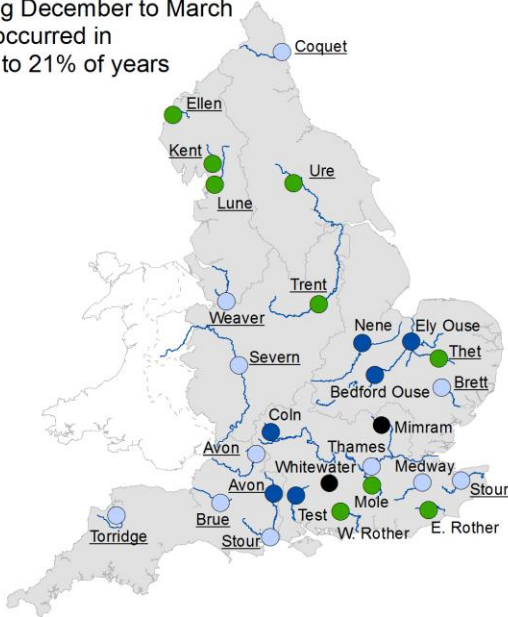 ng December to March
occurred in
to 21% of years
Coquet
Ellen
Kent
Ure
Lune
Trent
Weaver
Nene
Ely Ouse
Severn
Thet
Bedford Ouse
Brett
Coln
Mimram
Avon
Thames
Whitewater
Medway
Avon
Stour
Mole
Test
Brue
W. Rother
E. Rother
Torridge
Stour